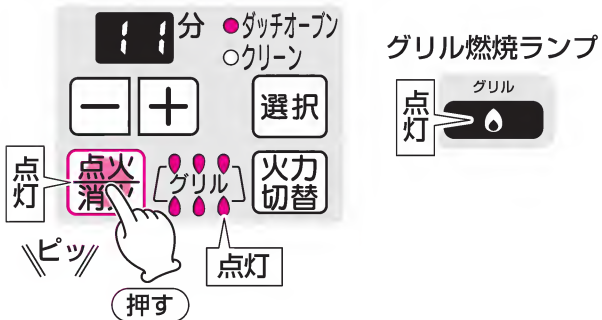 11分
ダッチオーブン
クリーン
選択
点灯
点火
消
グリル
火力
切替
ピッ
点灯
押す
グリル燃焼ランプ
グリル
点灯